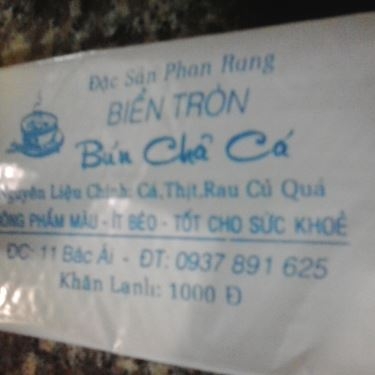 Đặc Sản Phan Rang
BIỂN TRÒN
Bún Chả Cá
Nguyên Liệu Chính: Cá,Thịt,Rau Củ Quả
PHẨM MÀU - ÍT BÉO - TỐT CHO SỨC KHOẺ
ĐC: 11 Bác Ái - ĐT: 0937 891 625
Khăn Lạnh: 1000 Đ